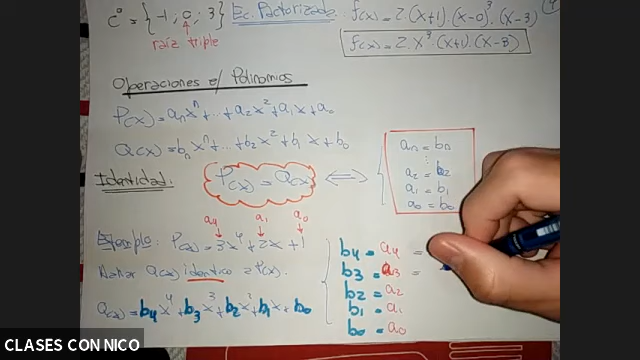 C⁰ = {-1; 0; 3} Ec. Factorizada: f(x) = 2.(x+1).(x-0)³.(x-3)
raíz triple
f(x) = 2.x³.(x+1).(x-3)
Operaciones e/ Polinomios
P(x) = aₙxⁿ + ... + a₂x² + a₁x + a₀
Q(x) = bₙxⁿ + ... + b₂x² + b₁x + b₀
aₙ = bₙ
⋮
a₂ = b₂
a₁ = b₁
a₀ = b₀
Identidad: P(x) = Q(x) ⟺
a₄ a₁ a₀
Ejemplo: P(x) = 3x⁴ + 2x + 1
Hallar Q(x) identico a P(x).
Q(x) = b₄x⁴ + b₃x³ + b₂x² + b₁x + b₀
b₄ = a₄ =
b₃ = a₃ =
b₂ = a₂
b₁ = a₁
b₀ = a₀
CLASES CON NICO